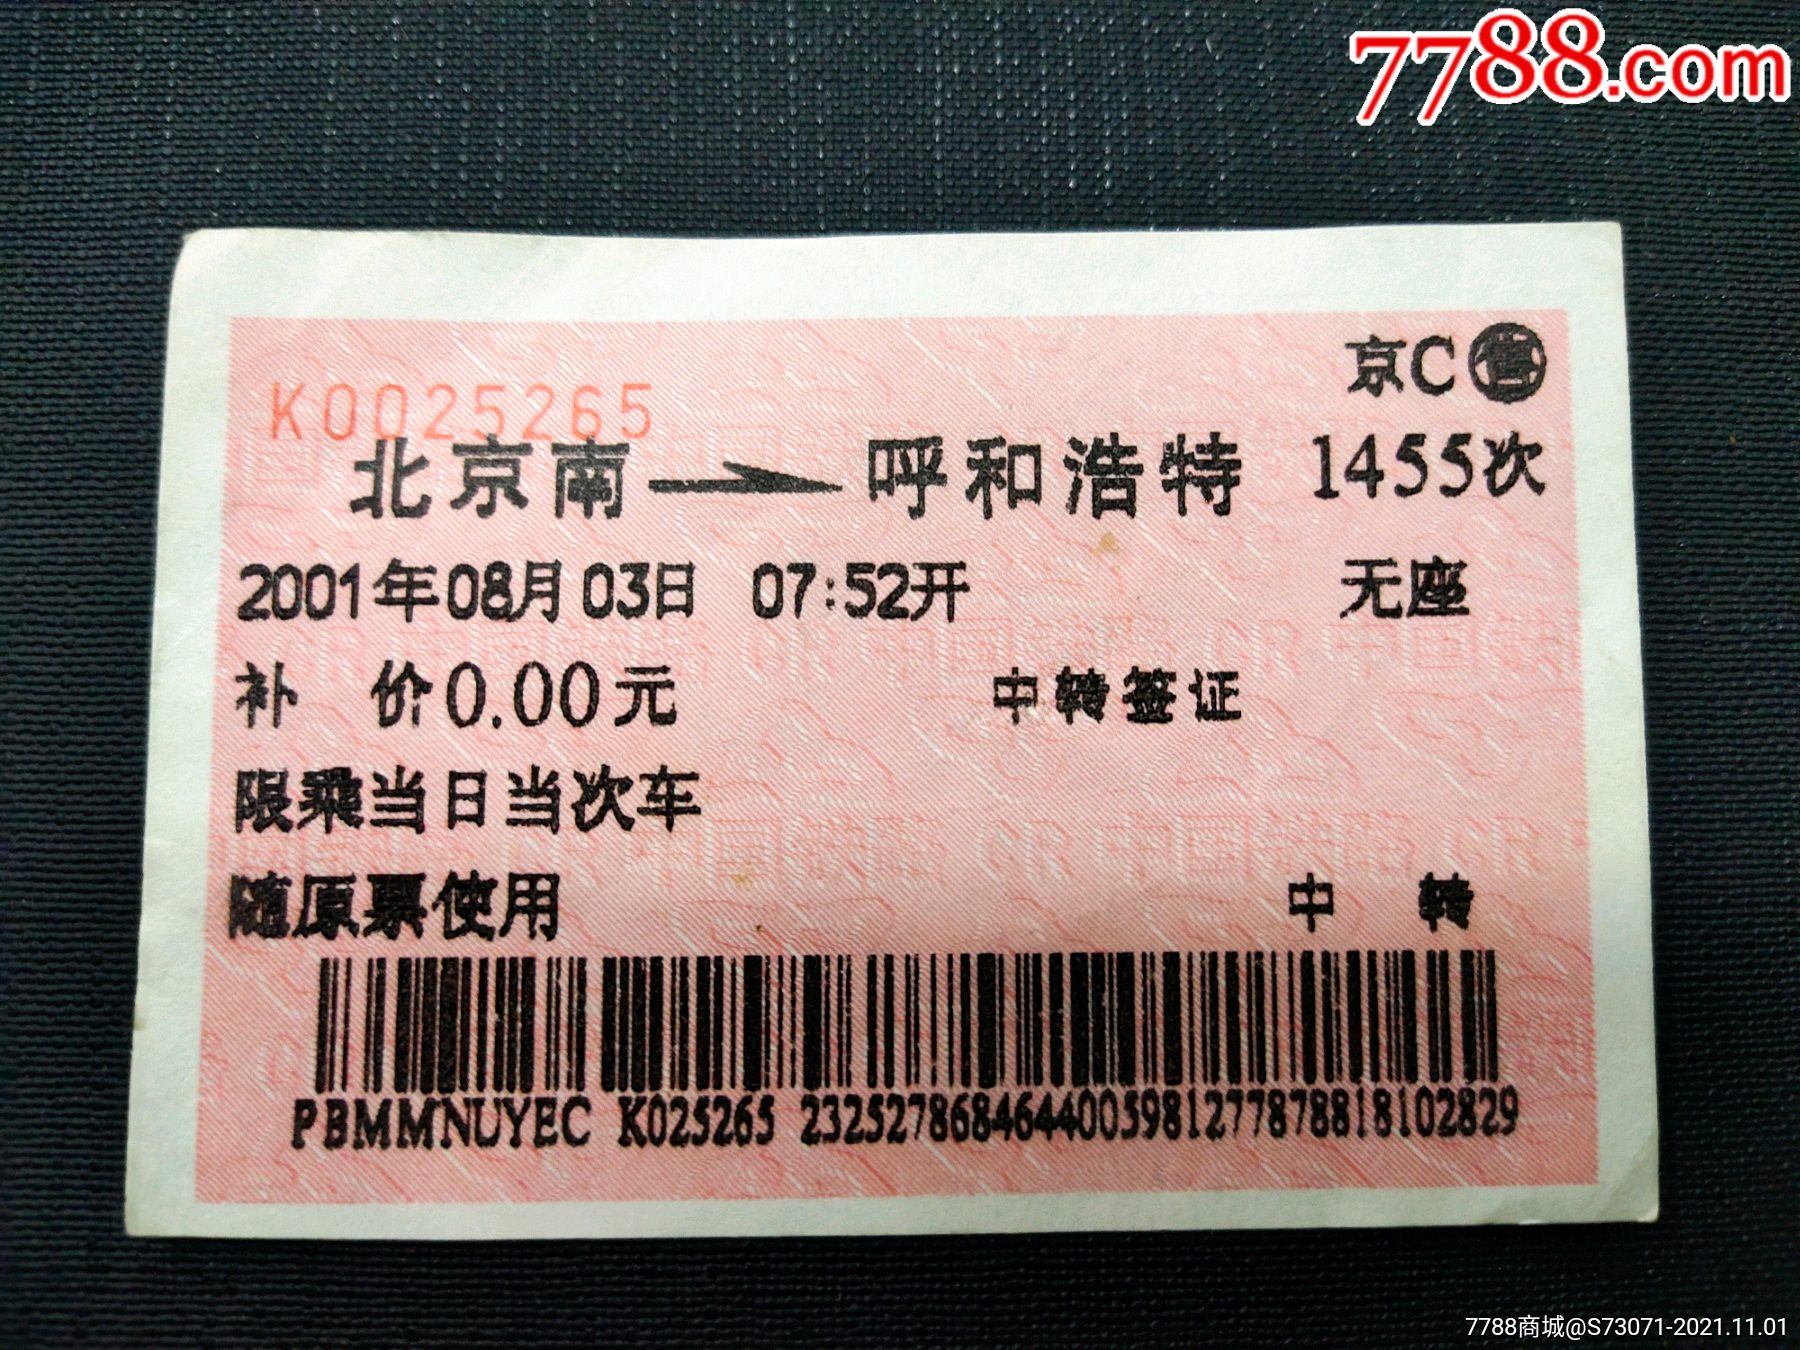 7788.com
京C 售
K0025265
北京南 呼和浩特 1455次
2001年08月03日 07:52开 无座
补 价0.00元 中转签证
限乘当日当次车
随原票使用 中 转
PBMMNUYEC K025265 2325278684644005981277878818102829
7788商城@S73071-2021.11.01